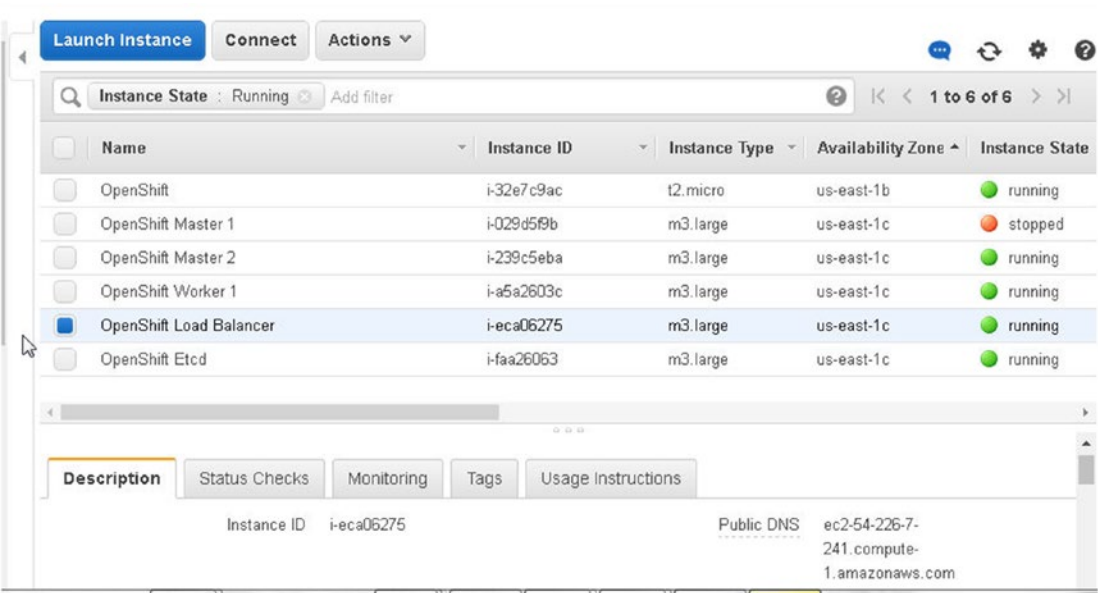 Launch Instance Connect Actions
Instance State : Running Add filter 1 to 6 of 6
Name Instance ID Instance Type Availability Zone Instance State
OpenShift i-32e7c9ac t2.micro us-east-1b running
OpenShift Master 1 i-029d5f9b m3.large us-east-1c stopped
OpenShift Master 2 i-239c5eba m3.large us-east-1c running
OpenShift Worker 1 i-a5a2603c m3.large us-east-1c running
OpenShift Load Balancer i-eca06275 m3.large us-east-1c running
OpenShift Etcd i-faa26063 m3.large us-east-1c running
Description Status Checks Monitoring Tags Usage Instructions
Instance ID i-eca06275 Public DNS ec2-54-226-7-
241.compute-
1.amazonaws.com